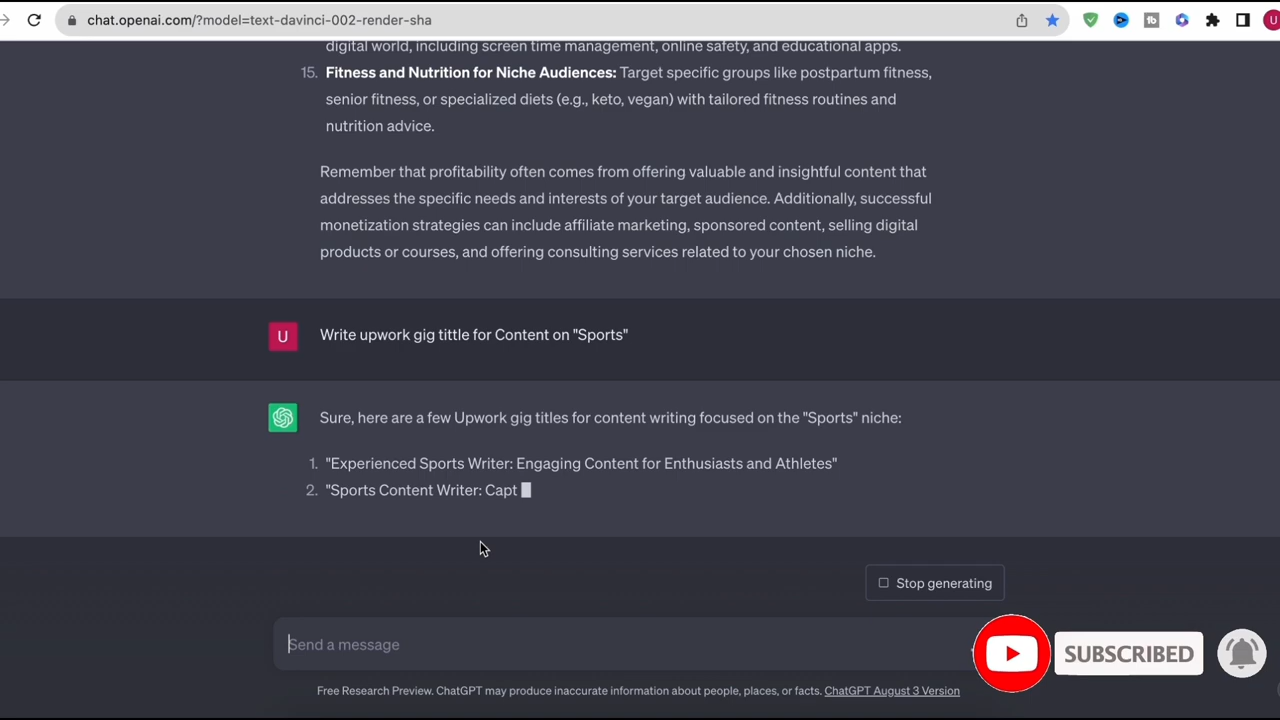 chat.openai.com/?model=text-davinci-002-render-sha
U
digital world, including screen time management, online safety, and educational apps.
15. Fitness and Nutrition for Niche Audiences: Target specific groups like postpartum fitness,
senior fitness, or specialized diets (e.g., keto, vegan) with tailored fitness routines and
nutrition advice.
Remember that profitability often comes from offering valuable and insightful content that
addresses the specific needs and interests of your target audience. Additionally, successful
monetization strategies can include affiliate marketing, sponsored content, selling digital
products or courses, and offering consulting services related to your chosen niche.
U Write upwork gig tittle for Content on "Sports"
Sure, here are a few Upwork gig titles for content writing focused on the "Sports" niche:
1. "Experienced Sports Writer: Engaging Content for Enthusiasts and Athletes"
2. "Sports Content Writer: Capt
Stop generating
Send a message
SUBSCRIBED
Free Research Preview. ChatGPT may produce inaccurate information about people, places, or facts. ChatGPT August 3 Version